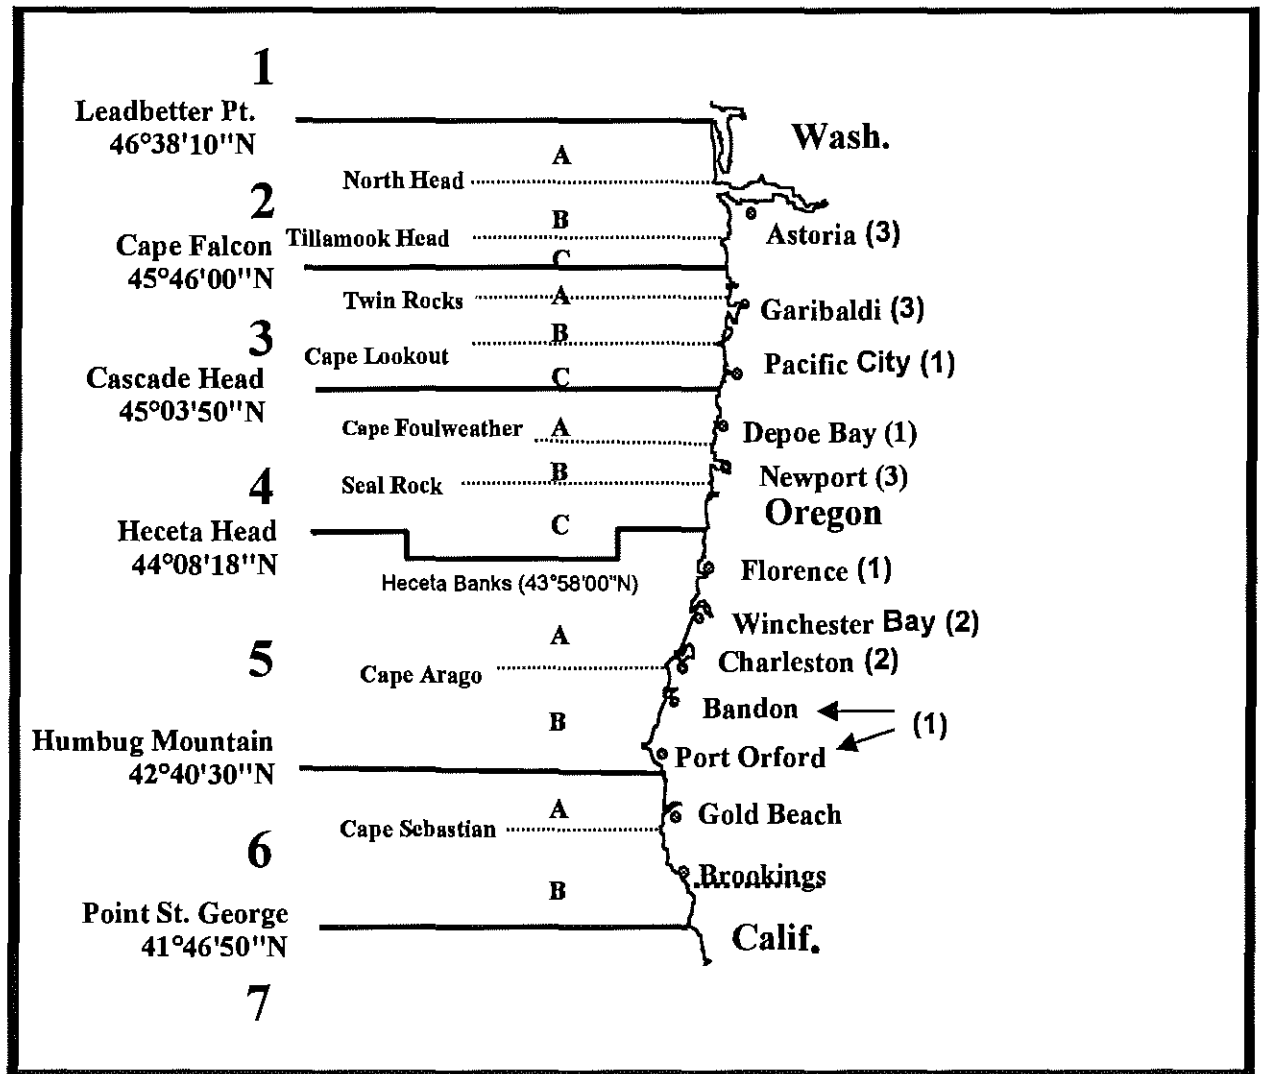 1
Leadbetter Pt.
46°38'10"N
Wash.
A
North Head
2
B
Astoria (3)
Cape Falcon
45°46'00"N
Tillamook Head
C
Twin Rocks
A
Garibaldi (3)
3
B
Cape Lookout
Pacific City (1)
Cascade Head
45°03'50"N
C
Cape Foulweather
A
Depoe Bay (1)
4
B
Seal Rock
Newport (3)
Oregon
Heceta Head
44°08'18"N
C
Heceta Banks (43°58'00"N)
Florence (1)
A
Winchester Bay (2)
5
Cape Arago
Charleston (2)
B
Bandon
(1)
Humbug Mountain
42°40'30"N
Port Orford
A
Gold Beach
Cape Sebastian
6
Brookings
B
Point St. George
41°46'50"N
Calif.
7